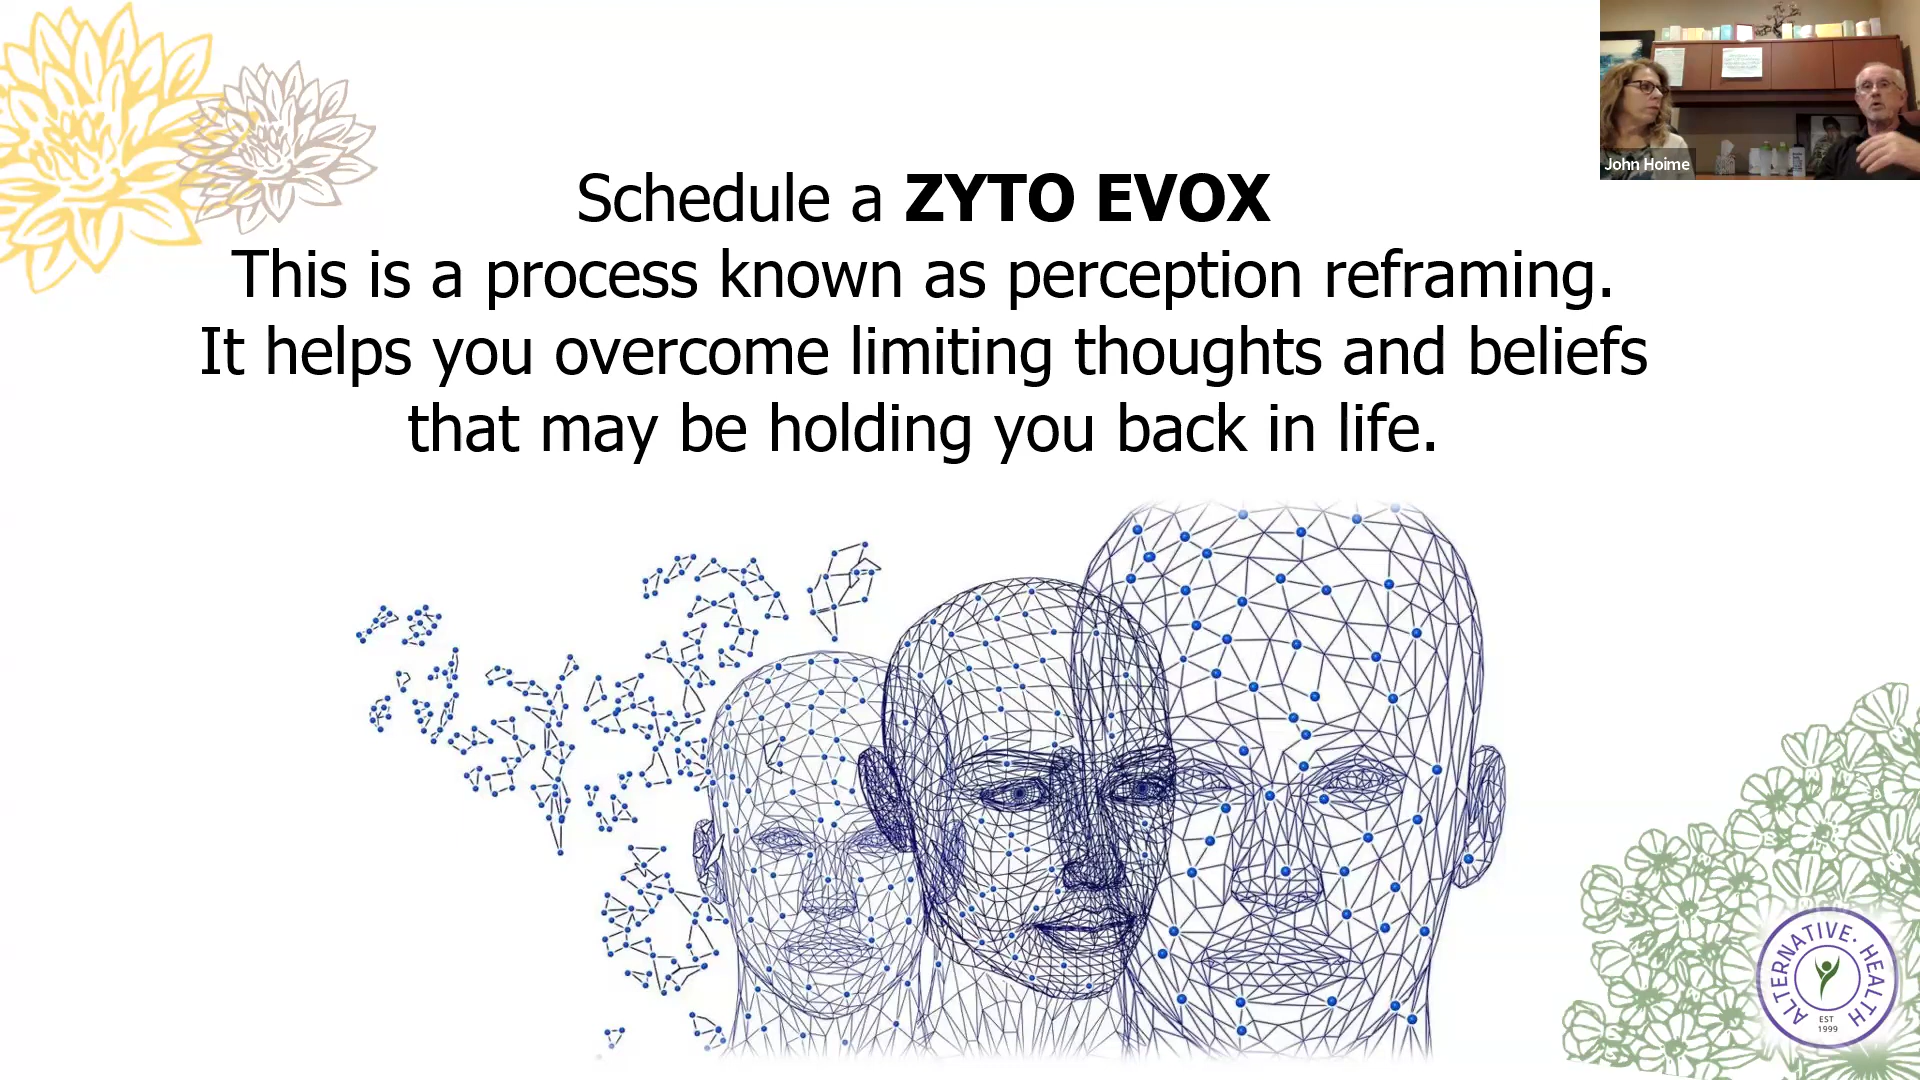 Schedule a ZYTO EVOX
This is a process known as perception reframing.
It helps you overcome limiting thoughts and beliefs
that may be holding you back in life.
John Hoime
ALTERNATIVE · HEALTH
EST
1999